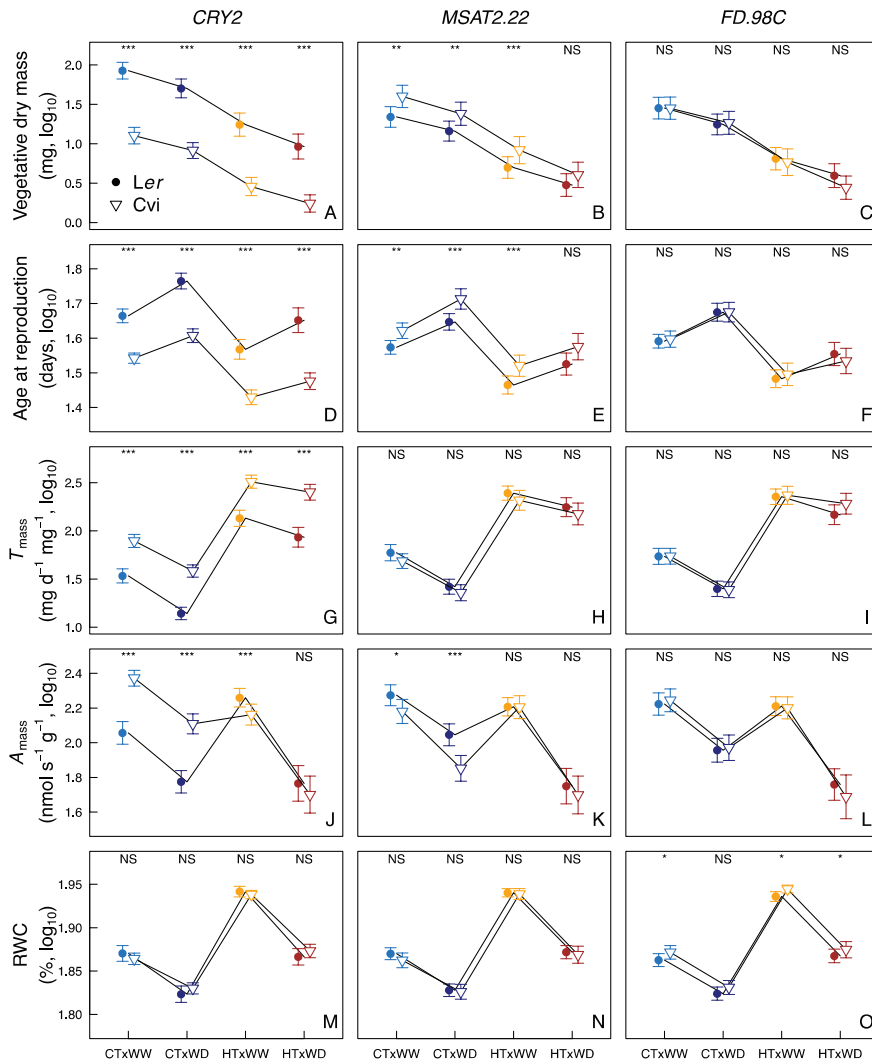 CRY2 MSAT2.22 FD.98C
Vegetative dry mass
(mg, log₁₀)
2.0
1.5
1.0
0.5
0.0
*** *** *** ***
Ler
Cvi
A
** ** *** NS
B
NS NS NS NS
C
Age at reproduction
(days, log₁₀)
1.8
1.7
1.6
1.5
1.4
*** *** *** ***
D
** *** *** NS
E
NS NS NS NS
F
Tmass
(mg d⁻¹ mg⁻¹, log₁₀)
2.5
2.0
1.5
1.0
*** *** *** ***
G
NS NS NS NS
H
NS NS NS NS
I
Amass
(nmol s⁻¹ g⁻¹, log₁₀)
2.4
2.2
2.0
1.8
1.6
*** *** *** NS
J
* *** NS NS
K
NS NS NS NS
L
RWC
(%, log₁₀)
1.95
1.90
1.85
1.80
NS NS NS NS
M
NS NS NS NS
N
* NS * *
O
CTxWW CTxWD HTxWW HTxWD
CTxWW CTxWD HTxWW HTxWD
CTxWW CTxWD HTxWW HTxWD